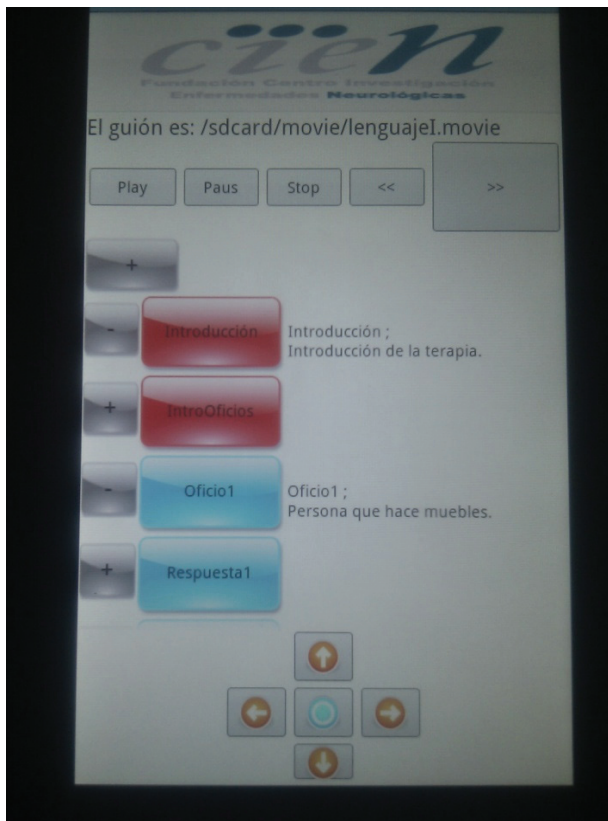 cien
Fundación Centro Investigación
Enfermedades Neurológicas
El guión es: /sdcard/movie/lenguajeI.movie
Play Paus Stop << >>
+
- Introducción Introducción ;
Introducción de la terapia.
+ IntroOficios
- Oficio1 Oficio1 ;
Persona que hace muebles.
+ Respuesta1